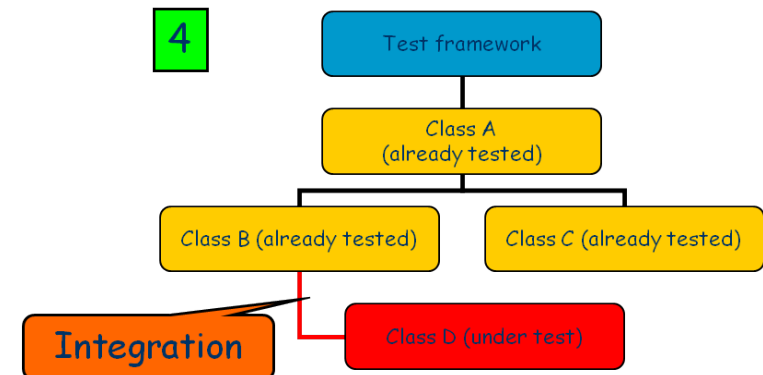 4
Test framework
Class A
(already tested)
Class B (already tested)
Class C (already tested)
Integration
Class D (under test)